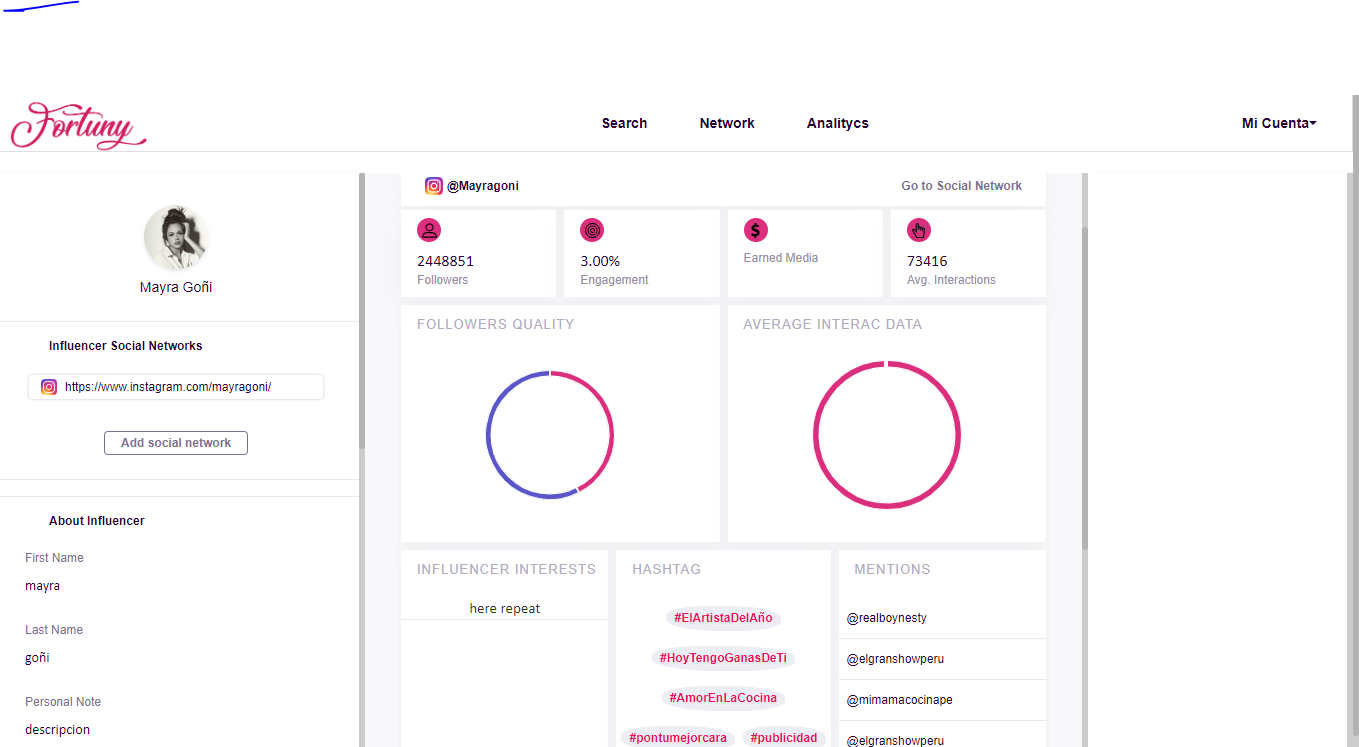 Fortuny
Search Network Analitycs Mi Cuenta
Mayra Goñi
Influencer Social Networks
https://www.instagram.com/mayragoni/
Add social network
About Influencer
First Name
mayra
Last Name
goñi
Personal Note
descripcion
@Mayragoni Go to Social Network
2448851
Followers
3.00%
Engagement
Earned Media
73416
Avg. Interactions
FOLLOWERS QUALITY
AVERAGE INTERAC DATA
INFLUENCER INTERESTS
here repeat
HASHTAG
#ElArtistaDelAño
#HoyTengoGanasDeTi
#AmorEnLaCocina
#pontumejorcara #publicidad
MENTIONS
@realboynesty
@elgranshowperu
@mimamacocinape
@elgranshowperu